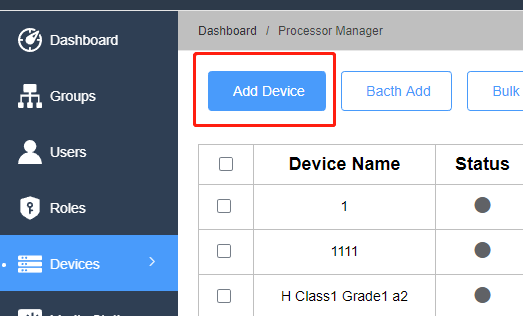 Dashboard
Groups
Users
Roles
Devices
Dashboard / Processor Manager
Add Device
Bacth Add
Bulk
Device Name
Status
1
1111
H Class1 Grade1 a2